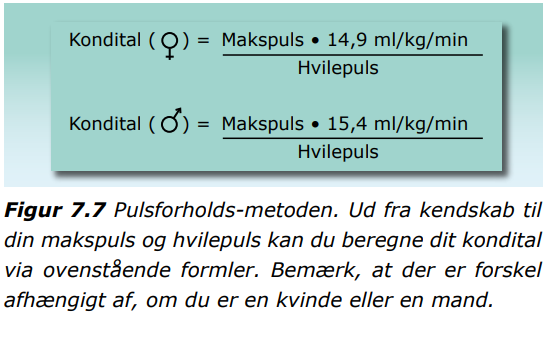 Kondital (♀) = Makspuls • 14,9 ml/kg/min
Hvilepuls
Kondital (♂) = Makspuls • 15,4 ml/kg/min
Hvilepuls
Figur 7.7 Pulsforholds-metoden. Ud fra kendskab til
din makspuls og hvilepuls kan du beregne dit kondital
via ovenstående formler. Bemærk, at der er forskel
afhængigt af, om du er en kvinde eller en mand.